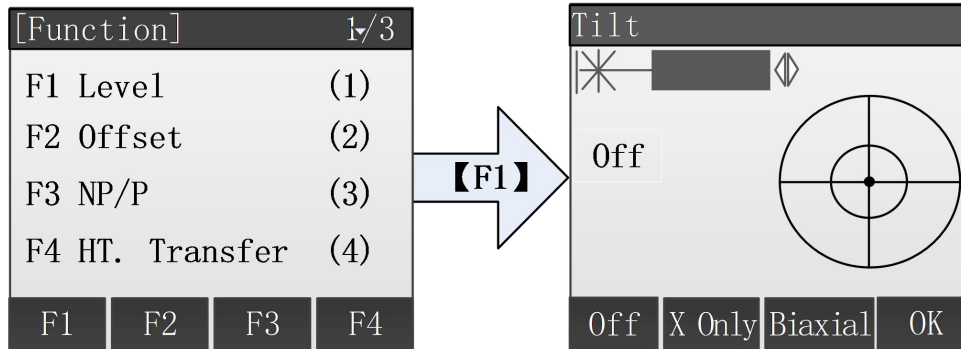 [Function] 1/3
F1 Level (1)
F2 Offset (2)
F3 NP/P (3)
F4 HT. Transfer (4)
F1 F2 F3 F4
【F1】
Tilt
Off
Off X Only Biaxial OK